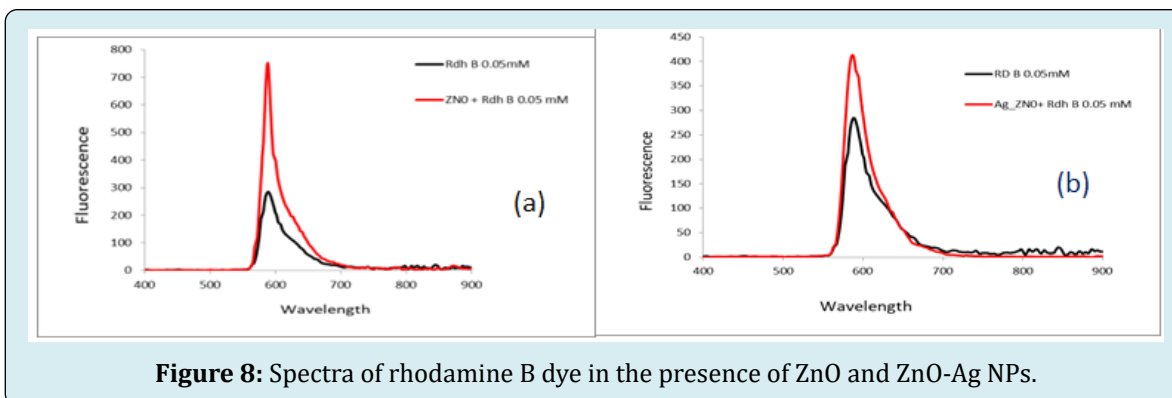 800
700
600
500
400
300
200
100
0
Fluorescence
400 500 600 700 800 900
Wavelength
Rdh B 0.05mM
ZN0 + Rdh B 0.05 mM
(a)
450
400
350
300
250
200
150
100
50
0
Fluorescence
400 500 600 700 800 900
Wavelength
RD B 0.05mM
Ag_ZN0+ Rdh B 0.05 mM
(b)
Figure 8: Spectra of rhodamine B dye in the presence of ZnO and ZnO-Ag NPs.